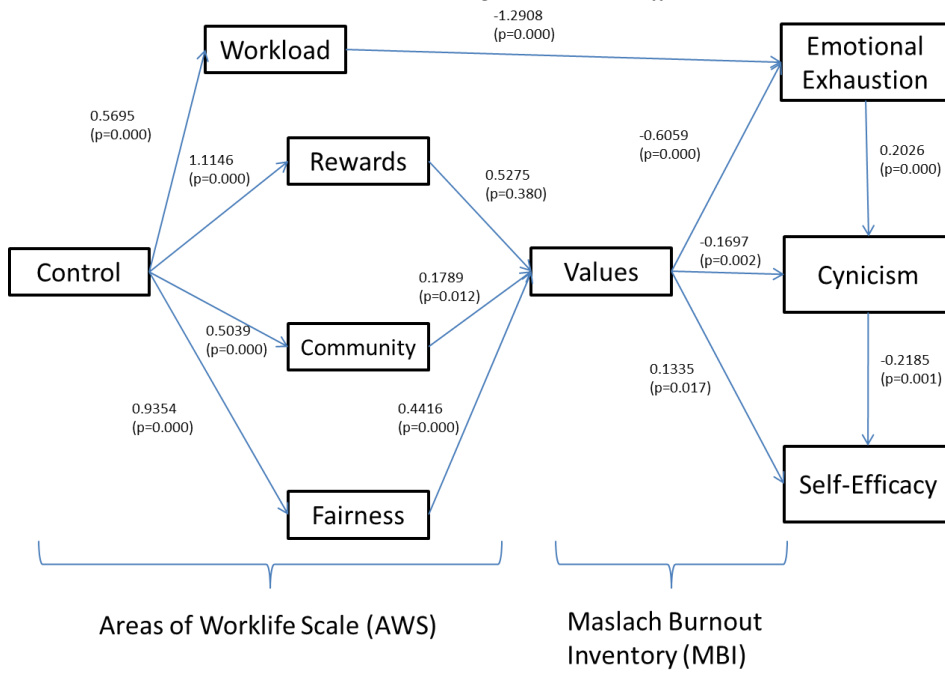 -1.2908
(p=0.000)
Workload
Emotional
Exhaustion
0.5695
(p=0.000)
-0.6059
(p=0.000)
0.2026
(p=0.000)
1.1146
(p=0.000)
Rewards
0.5275
(p=0.380)
Control
Values
-0.1697
(p=0.002)
Cynicism
0.1789
(p=0.012)
0.5039
(p=0.000)
Community
0.1335
(p=0.017)
-0.2185
(p=0.001)
0.9354
(p=0.000)
0.4416
(p=0.000)
Self-Efficacy
Fairness
Areas of Worklife Scale (AWS)
Maslach Burnout
Inventory (MBI)